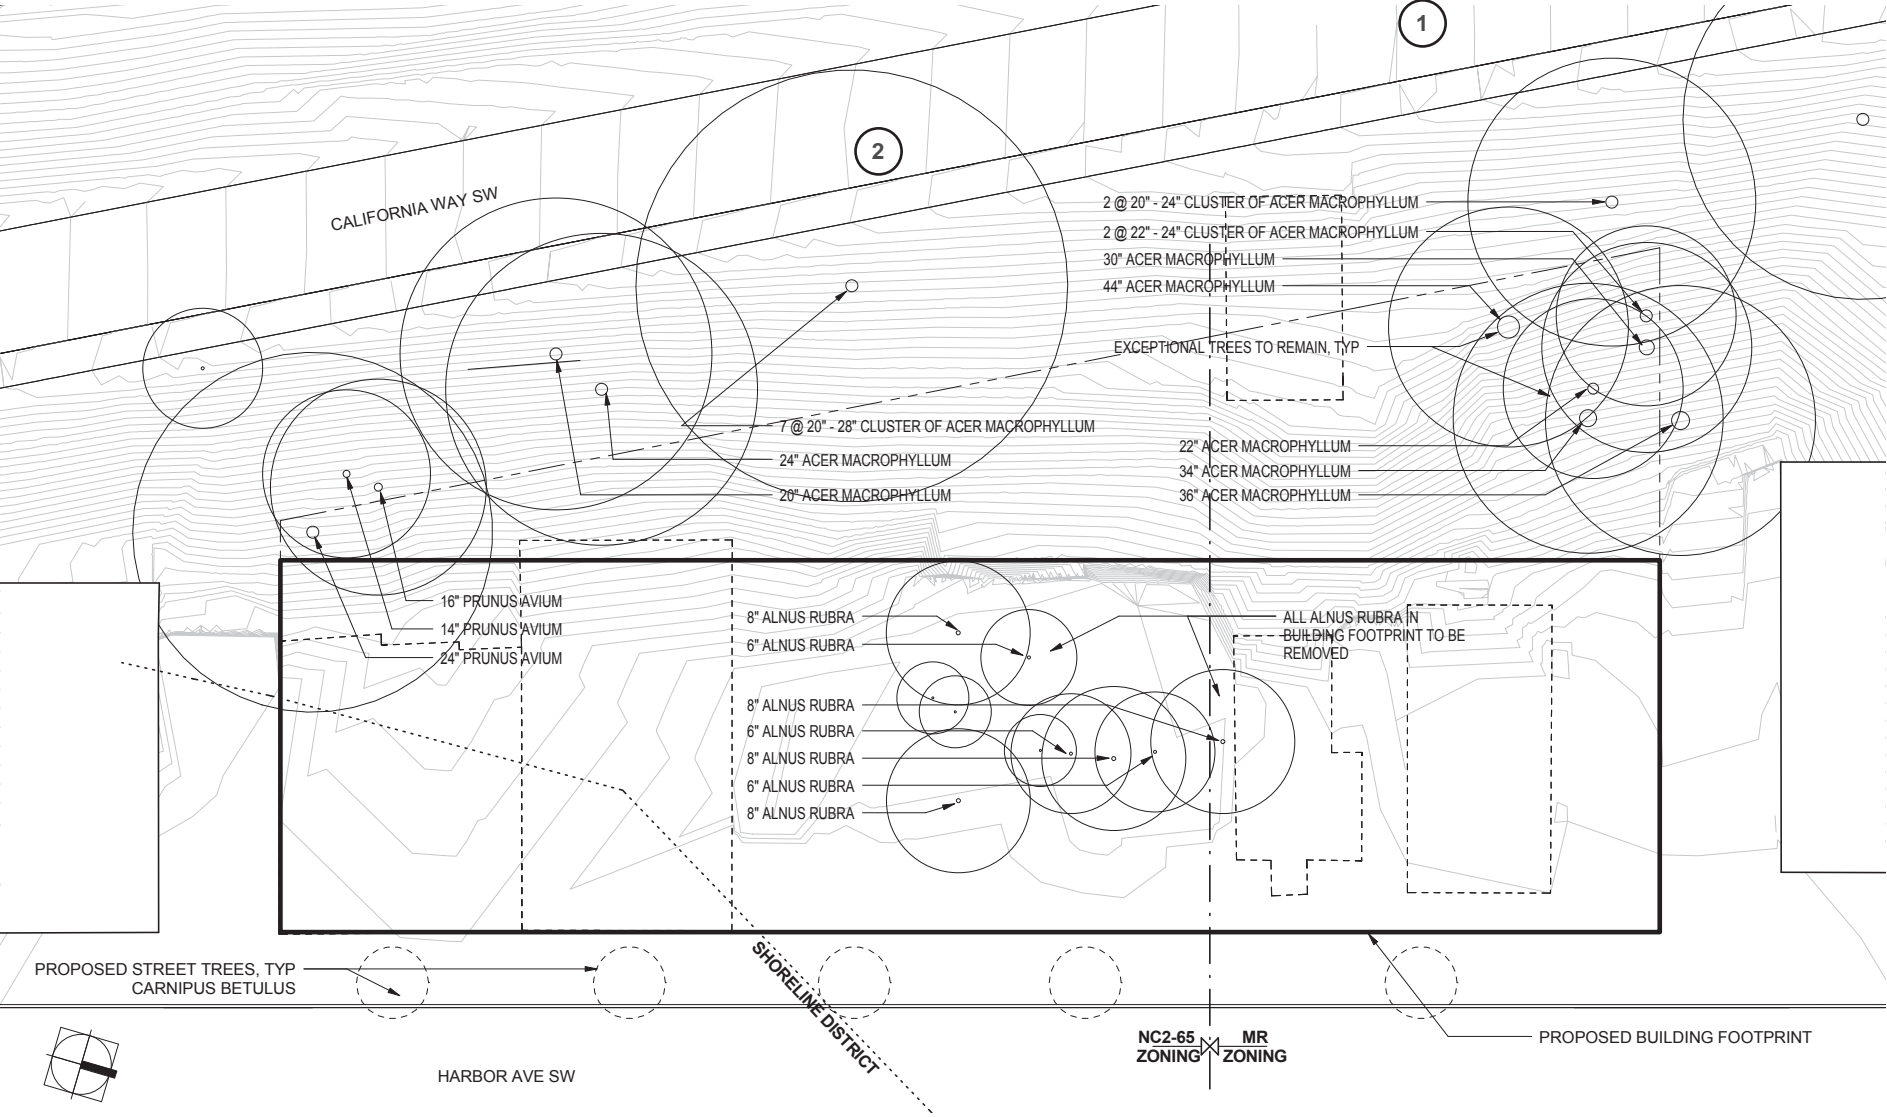 1
2
CALIFORNIA WAY SW
2 @ 20" - 24" CLUSTER OF ACER MACROPHYLLUM
2 @ 22" - 24" CLUSTER OF ACER MACROPHYLLUM
30" ACER MACROPHYLLUM
44" ACER MACROPHYLLUM
EXCEPTIONAL TREES TO REMAIN, TYP
7 @ 20" - 28" CLUSTER OF ACER MACROPHYLLUM
24" ACER MACROPHYLLUM
20" ACER MACROPHYLLUM
22" ACER MACROPHYLLUM
34" ACER MACROPHYLLUM
36" ACER MACROPHYLLUM
16" PRUNUS AVIUM
14" PRUNUS AVIUM
24" PRUNUS AVIUM
8" ALNUS RUBRA
6" ALNUS RUBRA
8" ALNUS RUBRA
6" ALNUS RUBRA
8" ALNUS RUBRA
6" ALNUS RUBRA
8" ALNUS RUBRA
ALL ALNUS RUBRA IN
BUILDING FOOTPRINT TO BE
REMOVED
PROPOSED STREET TREES, TYP
CARNIPUS BETULUS
SHORELINE DISTRICT
NC2-65
ZONING
MR
ZONING
PROPOSED BUILDING FOOTPRINT
HARBOR AVE SW